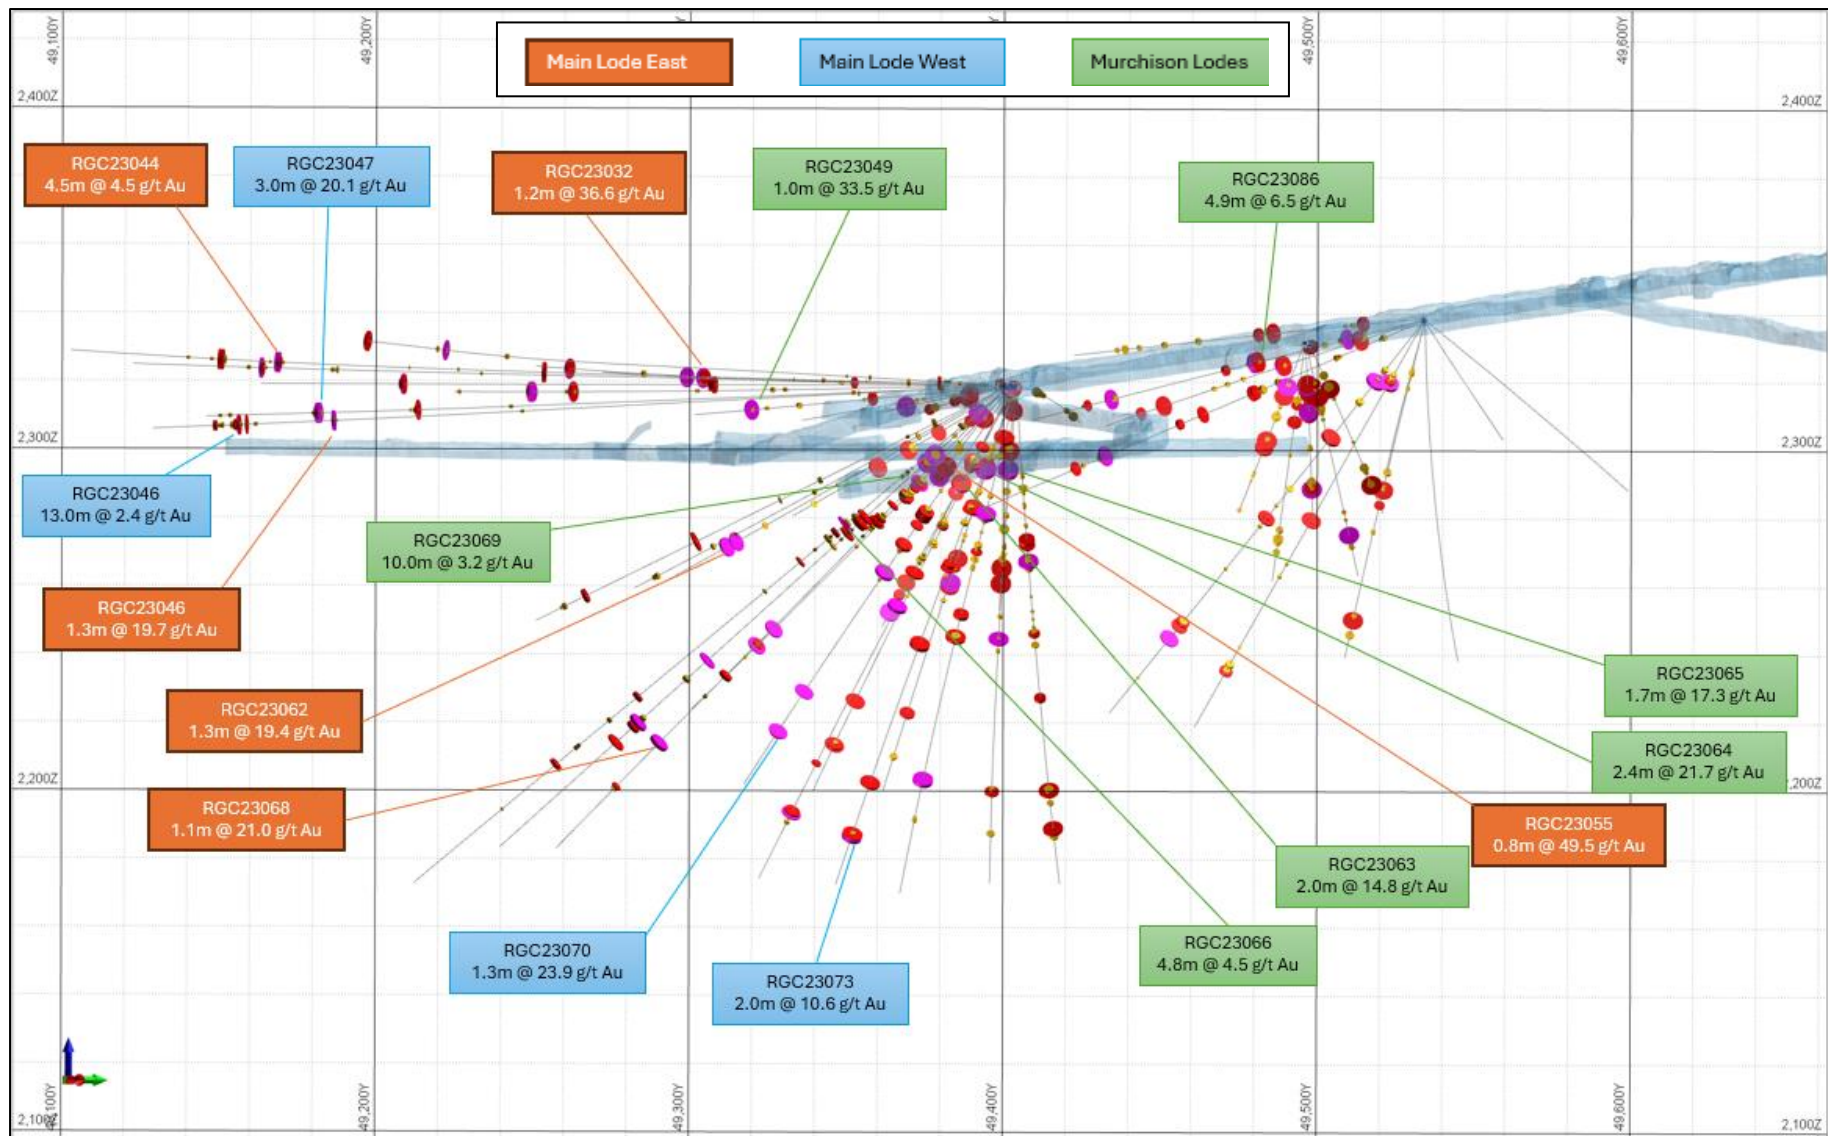 49,100Y
49,200Y
49,500Y
49,600Y
Main Lode East
Main Lode West
Murchison Lodes
2,400Z
2,400Z
RGC23044
4.5m @ 4.5 g/t Au
RGC23047
3.0m @ 20.1 g/t Au
RGC23032
1.2m @ 36.6 g/t Au
RGC23049
1.0m @ 33.5 g/t Au
RGC23086
4.9m @ 6.5 g/t Au
2,300Z
2,300Z
RGC23046
13.0m @ 2.4 g/t Au
RGC23069
10.0m @ 3.2 g/t Au
RGC23046
1.3m @ 19.7 g/t Au
RGC23062
1.3m @ 19.4 g/t Au
RGC23065
1.7m @ 17.3 g/t Au
RGC23064
2.4m @ 21.7 g/t Au
2,200Z
,200Z
RGC23068
1.1m @ 21.0 g/t Au
RGC23055
0.8m @ 49.5 g/t Au
RGC23063
2.0m @ 14.8 g/t Au
RGC23070
1.3m @ 23.9 g/t Au
RGC23073
2.0m @ 10.6 g/t Au
RGC23066
4.8m @ 4.5 g/t Au
49,200Y
49,300Y
49,400Y
49,500Y
49,600Y
2,100Z
2,100Z